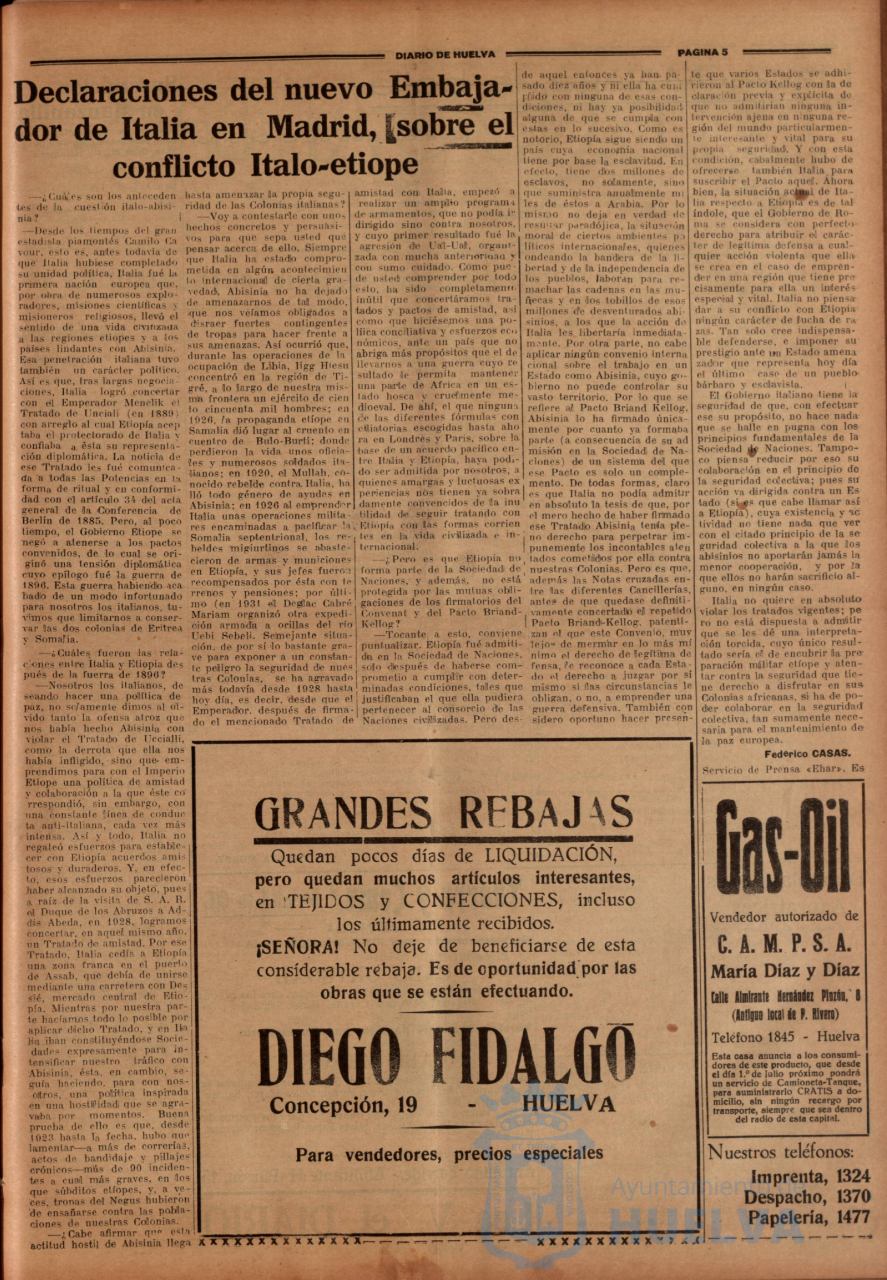 DIARIO DE HUELVA
PAGINA 5
Declaraciones del nuevo Embaja-
dor de Italia en Madrid, sobre el
conflicto Italo-etiope
—¿Cuáles son los anteceden
tes de la cuestión italo-abisi-
nia?
—Desde los tiempos del gran
estadista piamontés Camilo Ca
vour, esto es, antes todavía de
que Italia hubiese completado
su unidad política, Italia fué la
primera nación europea que,
por obra de numerosos explo-
radores, misiones científicas y
misioneros religiosos, llevó el
sentido de una vida civilizada
a las regiones etiopes y a los
países lindantes con Abisinia.
Esa penetración italiana tuvo
también un carácter político.
Así es que, tras largas negocia-
ciones, Italia logró concertar
con el Emperador Menelik el
Tratado de Unciali (en 1889)
con arreglo al cual Etiopía acep
taba el protectorado de Italia y
confiaba a ésta su representa-
ción diplomática. La noticia de
ese Tratado les fué comunica-
da a todas las Potencias en la
forma de ritual y en conformi-
dad con el artículo 34 del acta
general de la Conferencia de
Berlín de 1885. Pero, al poco
tiempo, el Gobierno Etiope se
negó a atenerse a los pactos
convenidos, de lo cual se ori-
ginó una tensión diplomática
cuyo epílogo fué la guerra de
1896. Esta guerra habiendo aca
bado de un modo infortunado
para nosotros los italianos, tu-
vimos que limitarnos a conser-
var las dos colonias de Eritrea
y Somalia.
—¿Cuáles fueron las rela-
ciones entre Italia y Etiopia des
pués de la fuerra de 1896?
—Nosotros los italianos, de-
seando hacer una política de
paz, no solamente dimos al ol-
vido tanto la ofensa atroz que
nos había hecho Abisinia con
violar el Tratado de Uccialli,
como la derrota que ella nos
había infligido, sino que em-
prendimos para con el Imperio
Etiope una política de amistad
y colaboración a la que éste co
rrespondió, sin embargo, con
una constante línea de conduc
ta anti-italiana, cada vez más
intensa. Así y todo, Italia no
regaleó esfuerzos para estable-
cer con Etiopía acuerdos amis
tosos y duraderos. Y, en efec-
to, esos esfuerzos parecieron
haber alcanzado su objeto, pues
a raíz de la visita de S. A. R.
el Duque de los Abruzos a Ad-
dis Abeda, en 1928, logramos
concertar, en aquel mismo año,
un Tratado de amistad. Por ese
Tratado, Italia cedía a Etiopía
una zona franca en el puerto
de Assab, que debía de unirse
mediante una carretera con Des
sié, mercado central de Etio-
pía. Mientras por nuestra par-
te hacíamos todo lo posible por
aplicar dicho Tratado, y en Ita
lia iban constituyéndose Socie-
dades expresamente para in-
tensificar nuestro tráfico con
Abisinia, ésta, en cambio, se-
guía haciendo, para con nos-
otros, una política inspirada
en una hostilidad que se agra-
vaba por momentos. Buena
prueba de ello es que, desde
1923 hasta la fecha, hubo que
lamentar—a más de correrías,
actos de bandidaje y pillajes
crónicos—más de 90 inciden-
tes a cual más graves, en los
que súbditos etiopes, y, a ve-
ces, tropas del Negus hubieron
de ensañarse contra las pobla-
ciones de nuestras Colonias.
—¿Cabe afirmar que esta
actitud hostil de Abisinia llega
hasta amenazar la propia segu-
ridad de las Colonias italianas?
—Voy a contestarle con unos
hechos concretos y persuasi-
vos para que sepa usted qué
pensar acerca de ello. Siempre
que Italia ha estado compro-
metida en algún acontecimien
to internacional de cierta gra-
vedad, Abisinia no ha dejado
de amenazarnos de tal modo,
que nos veíamos obligados a
disraer fuertes contingentes
de tropas para hacer frente a
sus amenazas. Así ocurrió que,
durante las operaciones de la
ocupación de Libia, ligg Hiesu
concentró en la región de Ti-
gré, a lo largo de nuestra mis-
ma frontera un ejército de cien
to cincuenta mil hombres; en
1926, la propaganda etíope en
Samalia dió lugar al cruento en
cuentro de Bulo-Burti; donde
perdieron la vida unos oficia-
les y numerosos soldados ita-
lianos; en 1920, el Mullah, co-
nocido rebelde contra Italia, ha
lló todo género de ayudes en
Abisinia; en 1926 al emprender
Italia unas operaciones milita-
res encaminadas a pacificar la
Somalia septentrional, los re-
beldes migiurtinos se abaste-
cieron de armas y municiones
en Etiopía, y sus jefes fueron
recompensados por ésta con te
rrenos y pensiones; por últi-
mo (en 1931 el Deglac Cabré
Mariam organizó otra expedi-
ción armada a orillas del río
Uebi Sebeli. Semejante situa-
ción, de por sí lo bastante gra-
ve para exponer a un constan-
te peligro la seguridad de nues
tras Colonias, se ha agravado
más todavía desde 1928 hasta
hoy día, es decir, desde que el
Emperador, después de firma-
do el mencionado Tratado de
amistad con Italia, empezó a
realizar un amplio programa
de armamentos, que no podía ir
dirigido sino contra nosotros,
y cuyo primer resultado fué la
agresión de Ual-Ual, organi-
zada con mucha anterioridad y
con sumo cuidado. Como pue-
de usted comprender por todo
esto, ha sido completamente
inútil que concertáramos tra-
tados y pactos de amistad, así
como que hiciésemos una po-
lítica conciliativa y esfuerzos eco
nómicos, ante un país que no
abriga más propósitos que el de
llevarnos a una guerra cuyo re
sultado le permita mantener
una parte de Africa en un es-
tado hosca y cruelmente me-
dioeval. De ahí, el que ningun-
a de las diferentes fórmulas con
ciliatorias escogidas hasta aho
ra en Londres y París, sobre la
base de un acuerdo pacífico en-
tre Italia y Etiopía, haya podi-
do ser admitida por nosotros, a
quienes amargas y luctuosas ex
periencias nos tienen ya sobra
damente convencidos de la inu
tilidad de seguir tratando con
Etiopía con las formas corrien
tes en la vida civilizada e in-
ternacional.
—¿Pero es que Etiopía no
forma parte de la Sociedad de
Naciones, y además, no está
protegida por las mutuas obli-
gaciones de los firmatorios del
Convenat y del Pacto Briand-
Kellog?
—Tocante a esto, conviene
puntualizar. Etiopía fué admiti-
da en la Sociedad de Naciones,
solo después de haberse com-
prometio a cumplir con deter-
minadas condiciones, tales que
justificaban el que ella pudiera
pertenecer al consorcio de las
Naciones civilizadas. Pero des-
de aquel entonces ya han pa-
sado diez años y ni ella ha cum
plido con ninguna de esas con-
diciones, ni hay ya posibilidad
alguna de que se cumpla con
estas en lo sucesivo. Como es
notorio, Etiopía sigue siendo un
país cuya economía nacional
tiene por base la esclavitud. En
efecto, tiene dos millones de
esclavos, no solamente, sino
que suministra anualmente mi
les de éstos a Arabia. Por lo
mismo no deja en verdad de
resultar paradójica, la situación
moral de ciertos ambientes po
líticos internacionales, quienes
ondeando la bandera de la li-
bertad y de la independencia de
los pueblos, laboran para re-
machar las cadenas en las mu-
ñecas y en dos tobillos de esos
millones de desventurados abi-
sinios, a los que la acción de
Italia les libertaría inmediata-
mente. Por otra parte, no cabe
aplicar ningún convenio interna
cional sobre el trabajo en un
Estado como Abisinia, cuyo go-
bierno no puede controlar su
vasto territorio. Por lo que se
refiere al Pacto Briand Kellog,
Abisinia lo ha firmado única-
mente por cuanto ya formaba
parte (a consecuencia de su ad
misión en la Sociedad de Na-
ciones) de un sistema del que
ese Pacto es solo un comple-
mento. De todas formas, claro
es que Italia no podía admitir
en absoluto la tesis de que, por
el mero hecho de haber firmado
ese Tratado Abisinia tenía ple-
no derecho para perpetrar im-
punemente los incontables aten
tados cometidos por ella contra
nuestras Colonias. Pero es que,
además las Notas cruzadas en-
tre las diferentes Cancillerías,
antes de que quedase definiti-
vamente concertado el repetido
Pacto Briand-Kellog, patenti-
zan el que este Convenio, muy
lejos de mermar en lo más mí
nimo el derecho de legítima de
fensa, le reconoce a cada Esta-
do el derecho a juzgar por sí
mismo si las circunstancias le
obligan, o no, a emprender una
guerra defensiva. También con
sidero oportuno hacer presen-
te que varios Estados se adhi-
rieron al Pacto Kellog con la de
claración previa y explícita de
que no admitirían ninguna in-
tervención ajena en ninguna re-
gión del mundo particularmen-
te interesante y vital para su
propia seguridad. Y con esta
condición, cabalmente hubo de
ofrecerse también Italia para
suscribir el Pacto aquel. Ahora
bien, la situación actual de Ita-
lia respecto a Etiopía es de tal
índole, que el Gobierno de Ro-
ma se considera con perfecto
derecho para atribuir el carác-
ter de legítima defensa a cual-
quier acción violenta que ella
se crea en el caso de empren-
der en una región que tiene pre
cisamente para ella un interés
especial y vital. Italia no piensa
dar a su conflicto con Etiopía
ningún carácter de lucha de ra
zas. Tan solo cree indispensa-
ble defenderse, e imponer su
prestigio ante un Estado amena
zador que representa hoy día
el último caso de un pueblo
bárbaro y esclavista.
El Gobierno italiano tiene la
seguridad de que, con efectuar
ese su propósito, no hace nada
que se halle en pugna con los
principios fundamentales de la
Sociedad de Naciones. Tampo-
co piensa reducir por eso su
colaboración en el principio de
la seguridad colectiva; pues su
acción va dirigida contra un Es
tado (si es que cabe llamar así
a Etiopía), cuya existencia y ac
tividad no tiene nada que ver
con el citado principio de la se
guridad colectiva a la que los
abisinios no aportarán jamás la
menor cooperación, y por la
que ellos no harán sacrificio al-
guno, en ningún caso.
Italia no quiere en absoluto
violar los tratados vigentes; pe
ro no está dispuesta a admitir
que se les dé una interpreta-
ción torcida, cuyo único resul-
tado sería el de encubrir la pre
paración militar etíope y aten-
tar contra la seguridad que tie
ne derecho a disfrutar en sus
Colonias africanas, si ha de po-
der colaborar en la seguridad
colectiva, tan sumamente nece-
saria para el mantenimiento de
la paz europea.
Federico CASAS.
Servicio de Prensa «Ehar». Es
GRANDES REBAJAS
Quedan pocos días de LIQUIDACIÓN,
pero quedan muchos artículos interesantes,
en TEJIDOS y CONFECCIONES, incluso
los últimamente recibidos.
¡SEÑORA! No deje de beneficiarse de esta
considerable rebaja. Es de oportunidad por las
obras que se están efectuando.
DIEGO FIDALGO
Concepción, 19 - HUELVA
Para vendedores, precios especiales
Gas-Oil
Vendedor autorizado de
C. A. M. P. S. A.
María Díaz y Díaz
Calle Almirante Hernández Pinzón, 6
(Antiguo local de P. Rivero)
Teléfono 1845 - Huelva
Esta casa anuncia a los consumi-
dores de este producto, que desde
el día 1.º de julio próximo pondrá
un servicio de Camioneta-Tanque,
para suministrarlo GRATIS a do-
micilio, sin ningún recargo por
transporte, siempre que sea dentro
del radio de esta capital.
Nuestros teléfonos:
Imprenta, 1324
Despacho, 1370
Papelería, 1477
Ayuntamiento
HUELVA